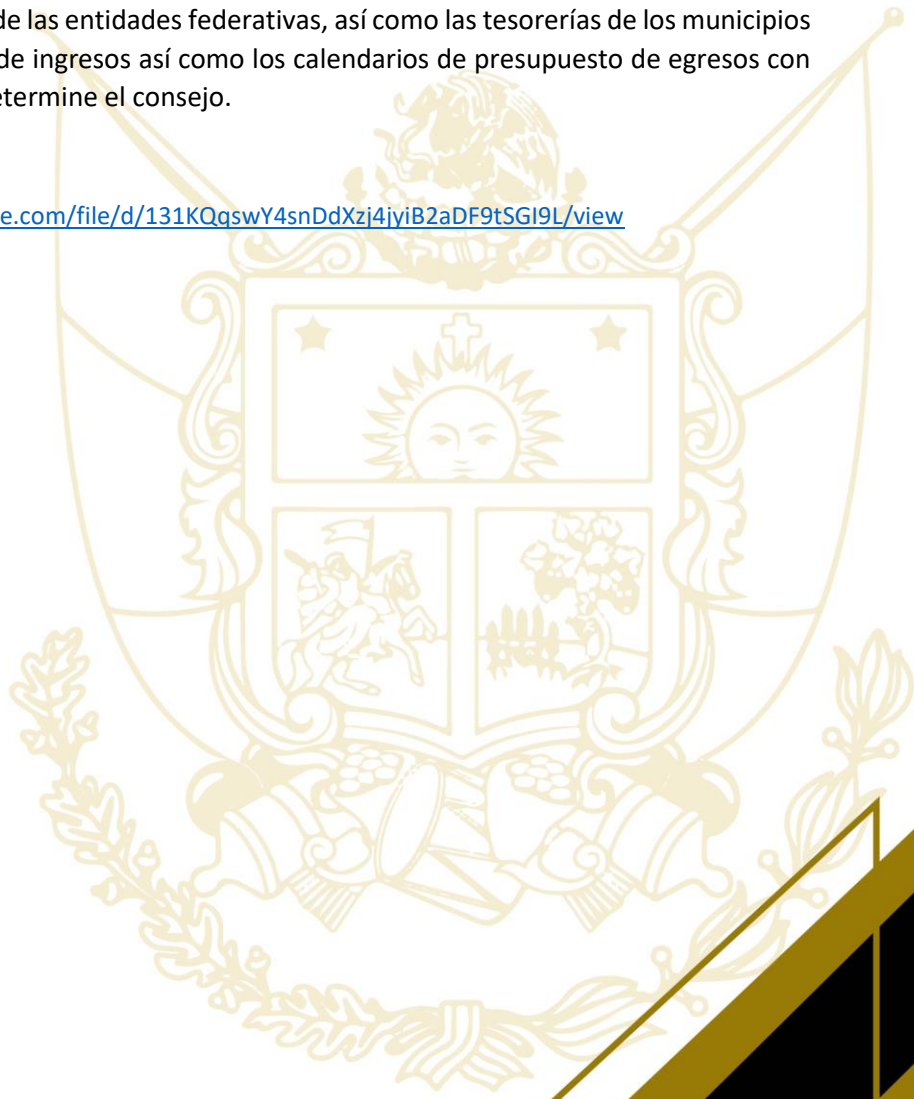 de las entidades federativas, así como las tesorerías de los municipios
de ingresos así como los calendarios de presupuesto de egresos con
etermine el consejo.
e.com/file/d/131KQqswY4snDdXzj4jyiB2aDF9tSGI9L/view